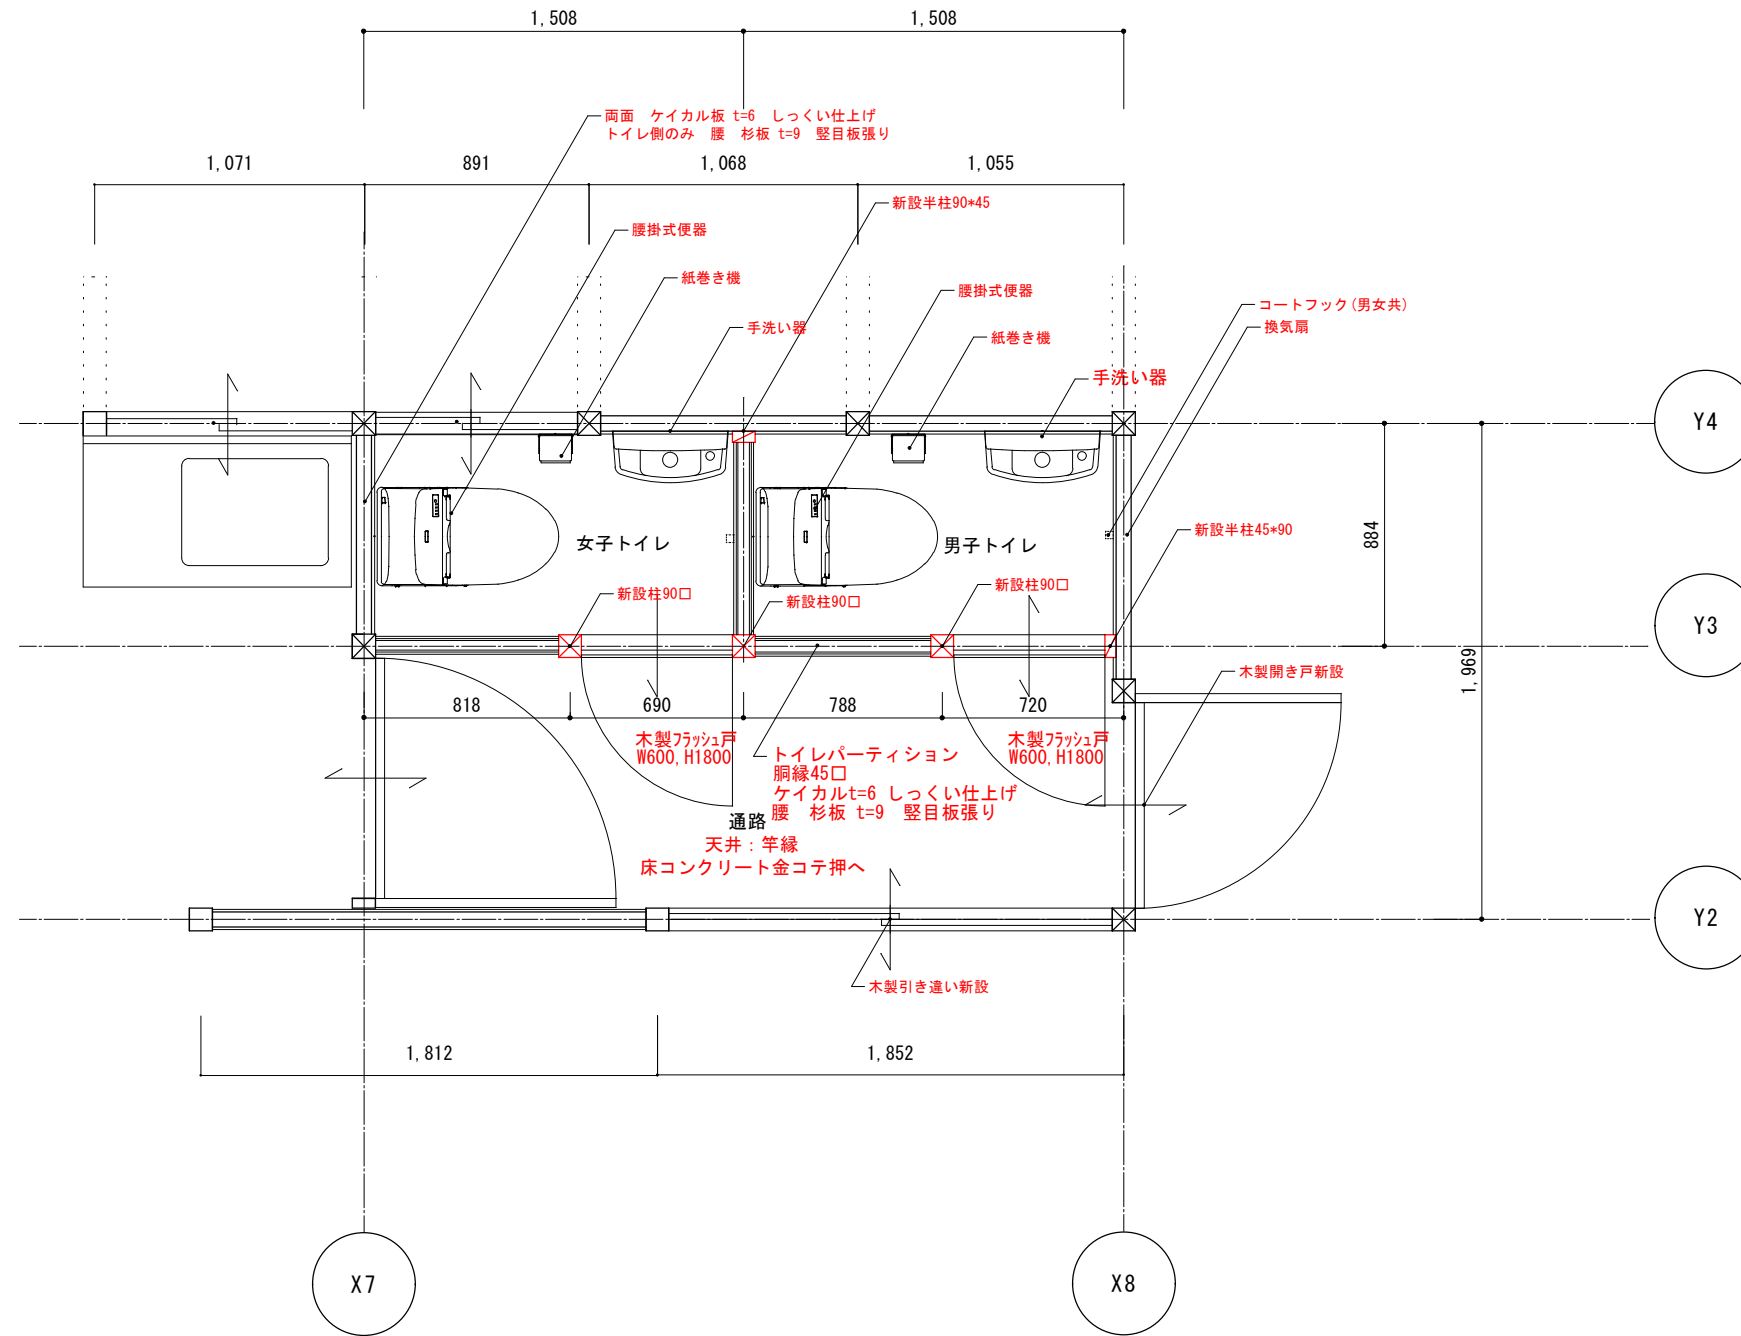 1,508
1,508
両面　ケイカル板 t=6　しっくい仕上げ
トイレ側のみ　腰　杉板 t=9　竪目板張り
1,071
891
1,068
1,055
新設半柱90*45
腰掛式便器
紙巻き機
腰掛式便器
コートフック(男女共)
手洗い器
換気扇
紙巻き機
手洗い器
Y4
884
新設半柱45*90
女子トイレ
男子トイレ
新設柱90□
新設柱90□
新設柱90□
Y3
1,969
木製開き戸新設
818
690
788
720
木製フラッシュ戸
W600,H1800
トイレパーティション
胴縁45□
ケイカルt=6 しっくい仕上げ
腰　杉板 t=9　竪目板張り
木製フラッシュ戸
W600,H1800
通路
天井：竿縁
床コンクリート金コテ押へ
Y2
木製引き違い新設
1,812
1,852
X7
X8